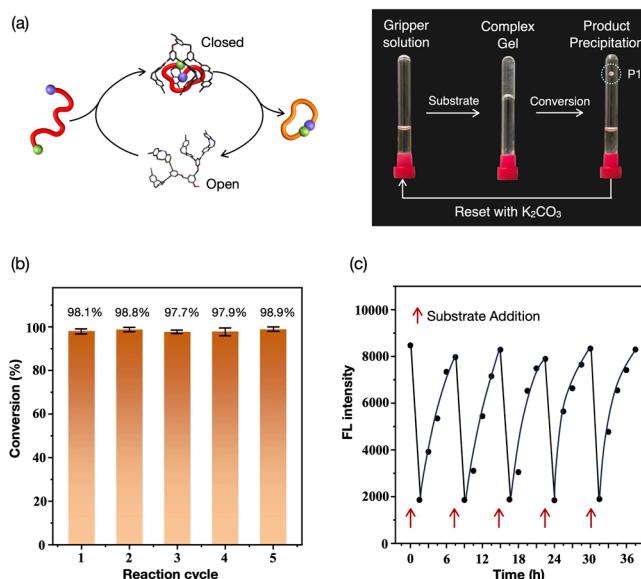 (a)
Closed
Open
Gripper solution
Complex Gel
Product Precipitation
P1
Substrate
Conversion
Reset with K₂CO₃
(b)
Conversion (%)
100
80
60
40
20
0
98.1%
98.8%
97.7%
97.9%
98.9%
1
2
3
4
5
Reaction cycle
(c)
Substrate Addition
FL intensity
10000
8000
6000
4000
2000
0
0
6
12
18
24
30
36
Time (h)